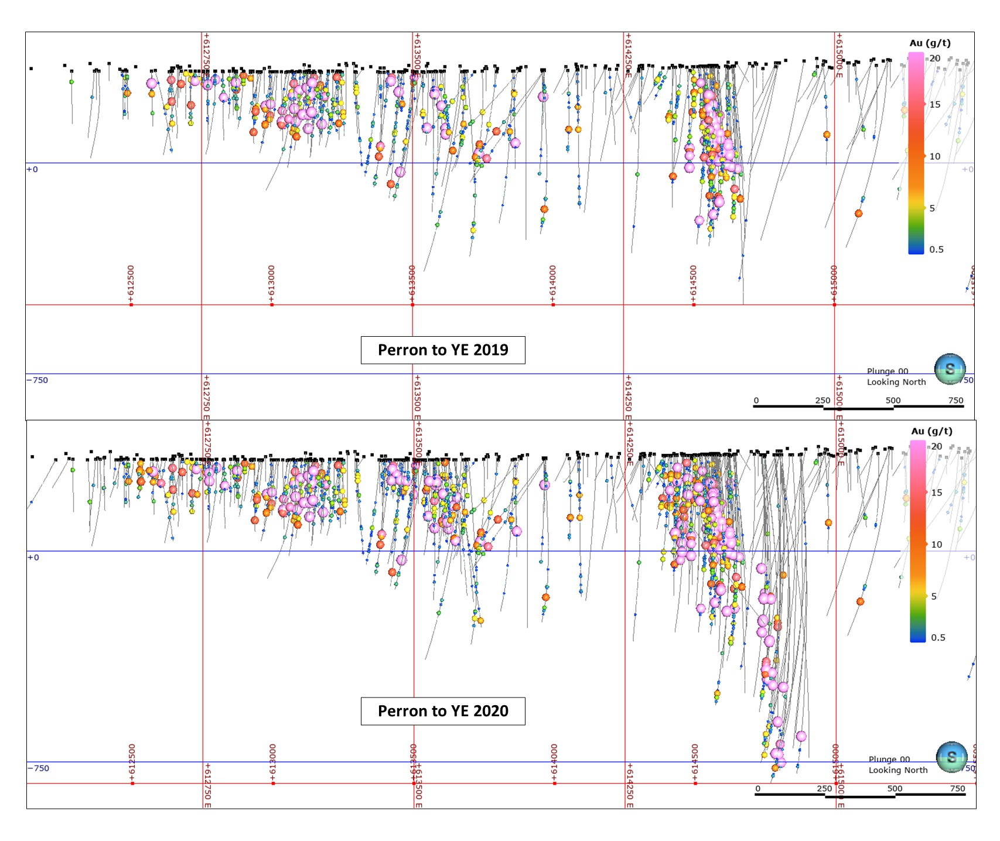 +612750 E
+613500 E
+614250 E
+615000 E
Au (g/t)
20
15
10
5
0.5
+0
+0
+612500
+613000
+613500
+614000
+614500
+615000
Perron to YE 2019
−750
Plunge 00
Looking North
S
+612750 E
+613500 E
+614250 E
+615000 E
0
250
500
750
+612750 E
+613500 E
+614250 E
+615000 E
Au (g/t)
20
15
10
5
0.5
+0
+0
Perron to YE 2020
+612500
+613000
+613500
+614000
+614500
+615000
−750
Plunge 00
Looking North
S
+612750 E
+613500 E
+614250 E
+615000 E
0
250
500
750